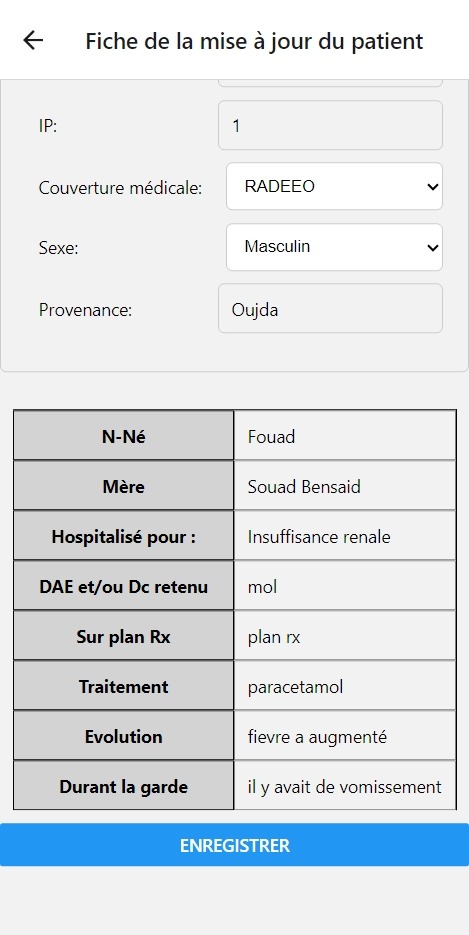 Fiche de la mise à jour du patient
IP: 1
Couverture médicale: RADEEO
Sexe: Masculin
Provenance: Oujda
N-Né Fouad
Mère Souad Bensaid
Hospitalisé pour : Insuffisance renale
DAE et/ou Dc retenu mol
Sur plan Rx plan rx
Traitement paracetamol
Evolution fievre a augmenté
Durant la garde il y avait de vomissement
ENREGISTRER